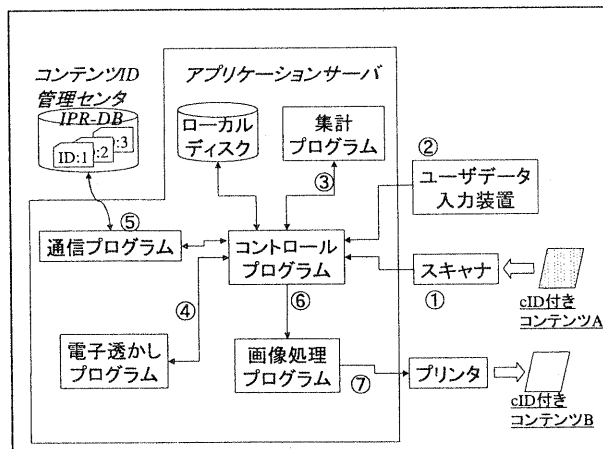 コンテンツID
管理センタ
IPR-DB
ID:1
:2
:3
アプリケーションサーバ
ローカル
ディスク
集計
プログラム
③
②
ユーザデータ
入力装置
⑤
通信プログラム
コントロール
プログラム
スキャナ
①
cID付き
コンテンツA
④
⑥
電子透かし
プログラム
画像処理
プログラム
⑦
プリンタ
cID付き
コンテンツB